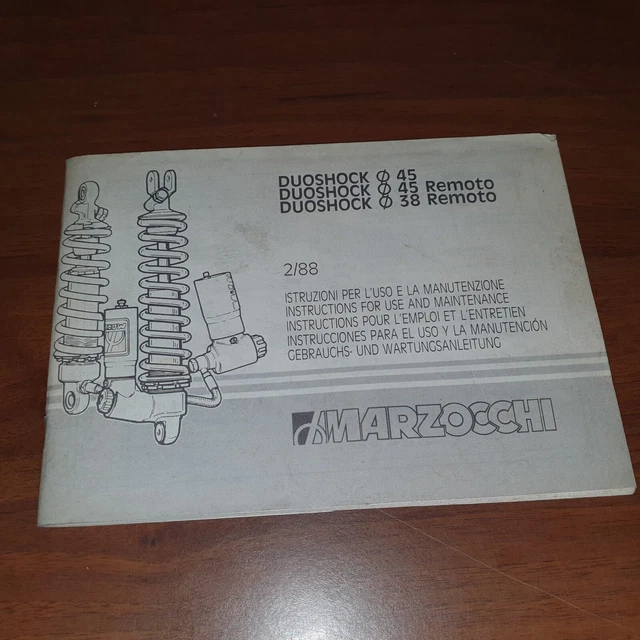 DUOSHOCK Ø 45
DUOSHOCK Ø 45 Remoto
DUOSHOCK Ø 38 Remoto
2/88
ISTRUZIONI PER L'USO E LA MANUTENZIONE
INSTRUCTIONS FOR USE AND MAINTENANCE
INSTRUCTIONS POUR L'EMPLOI ET L'ENTRETIEN
INSTRUCCIONES PARA EL USO Y LA MANUTENCIÓN
GEBRAUCHS- UND WARTUNGSANLEITUNG
MARZOCCHI